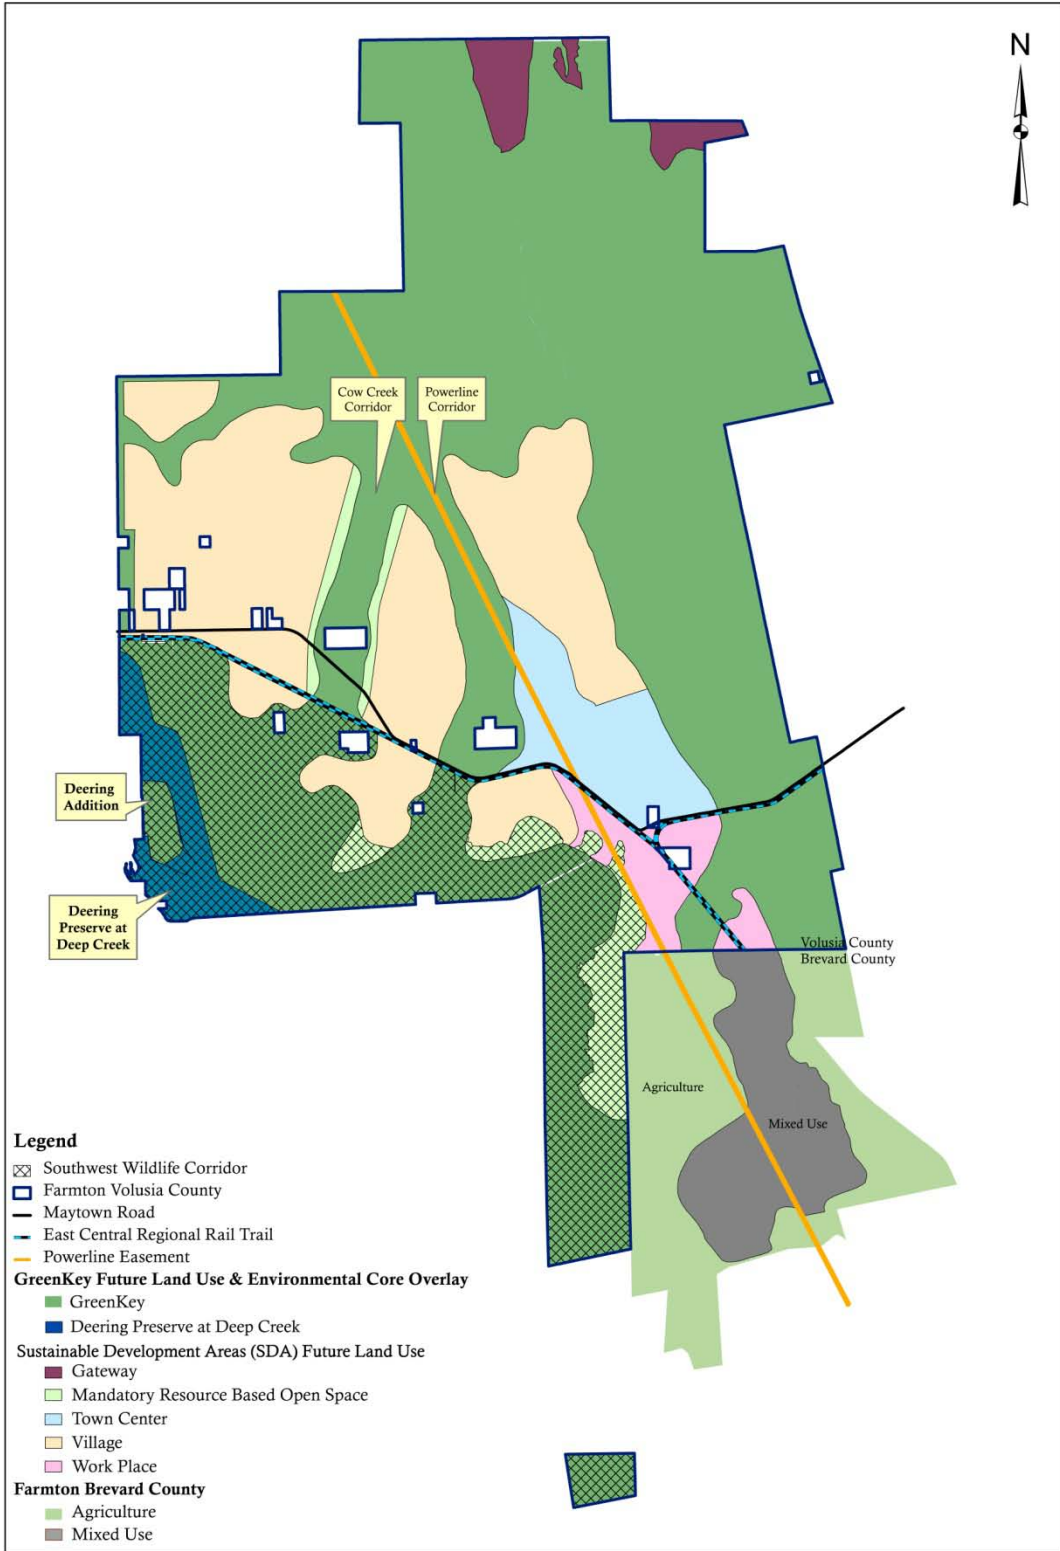 N
Cow Creek
Corridor
Powerline
Corridor
Deering
Addition
Deering
Preserve at
Deep Creek
Volusia County
Brevard County
Agriculture
Mixed Use
Legend
Southwest Wildlife Corridor
Farmton Volusia County
Maytown Road
East Central Regional Rail Trail
Powerline Easement
GreenKey Future Land Use & Environmental Core Overlay
GreenKey
Deering Preserve at Deep Creek
Sustainable Development Areas (SDA) Future Land Use
Gateway
Mandatory Resource Based Open Space
Town Center
Village
Work Place
Farmton Brevard County
Agriculture
Mixed Use